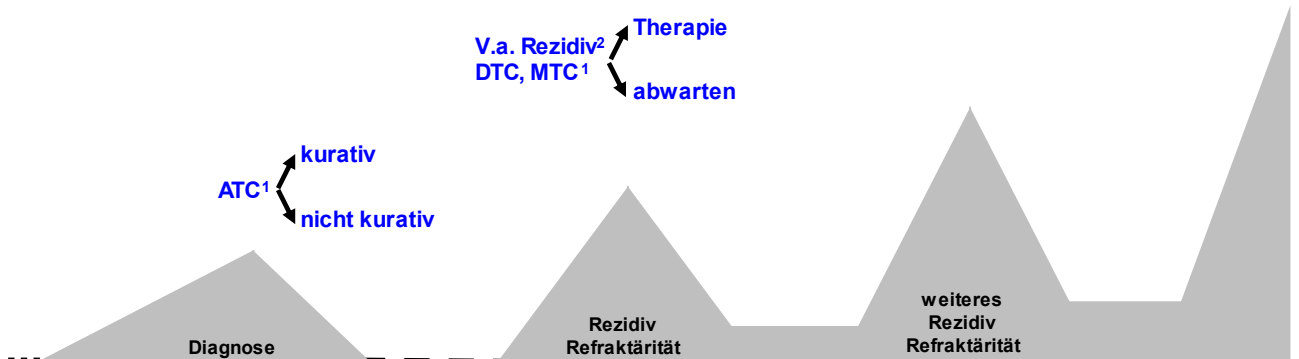 Therapie
V.a. Rezidiv²
DTC, MTC¹
abwarten
kurativ
ATC¹
nicht kurativ
Diagnose
Rezidiv
Refraktärität
weiteres
Rezidiv
Refraktärität